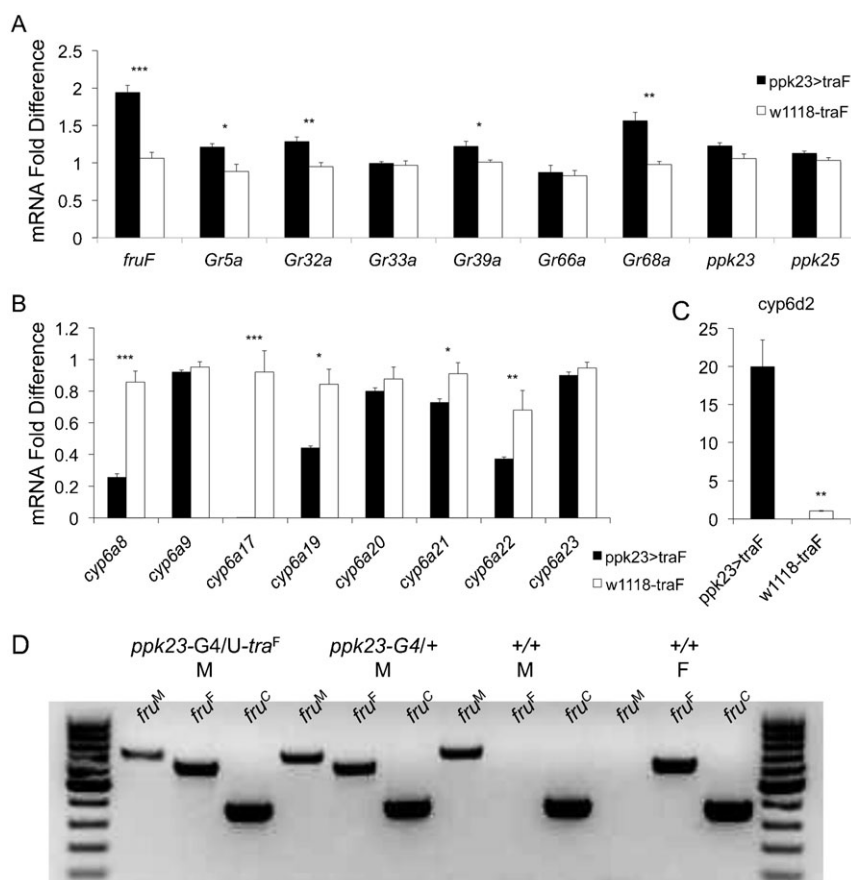 A
mRNA Fold Difference
2.5
2
1.5
1
0.5
0
***
*
**
*
**
ppk23>traF
w1118-traF
fruF Gr5a Gr32a Gr33a Gr39a Gr66a Gr68a ppk23 ppk25
B
mRNA Fold Difference
1.2
1
0.8
0.6
0.4
0.2
0
***
***
*
*
**
cyp6a8 cyp6a9 cyp6a17 cyp6a19 cyp6a20 cyp6a21 cyp6a22 cyp6a23
ppk23>traF
w1118-traF
C
cyp6d2
25
20
15
10
5
0
**
ppk23>traF w1118-traF
D
ppk23-G4/U-traF ppk23-G4/+ +/+ +/+
M M M F
fruM fruF fruC fruM fruF fruC fruM fruF fruC fruM fruF fruC